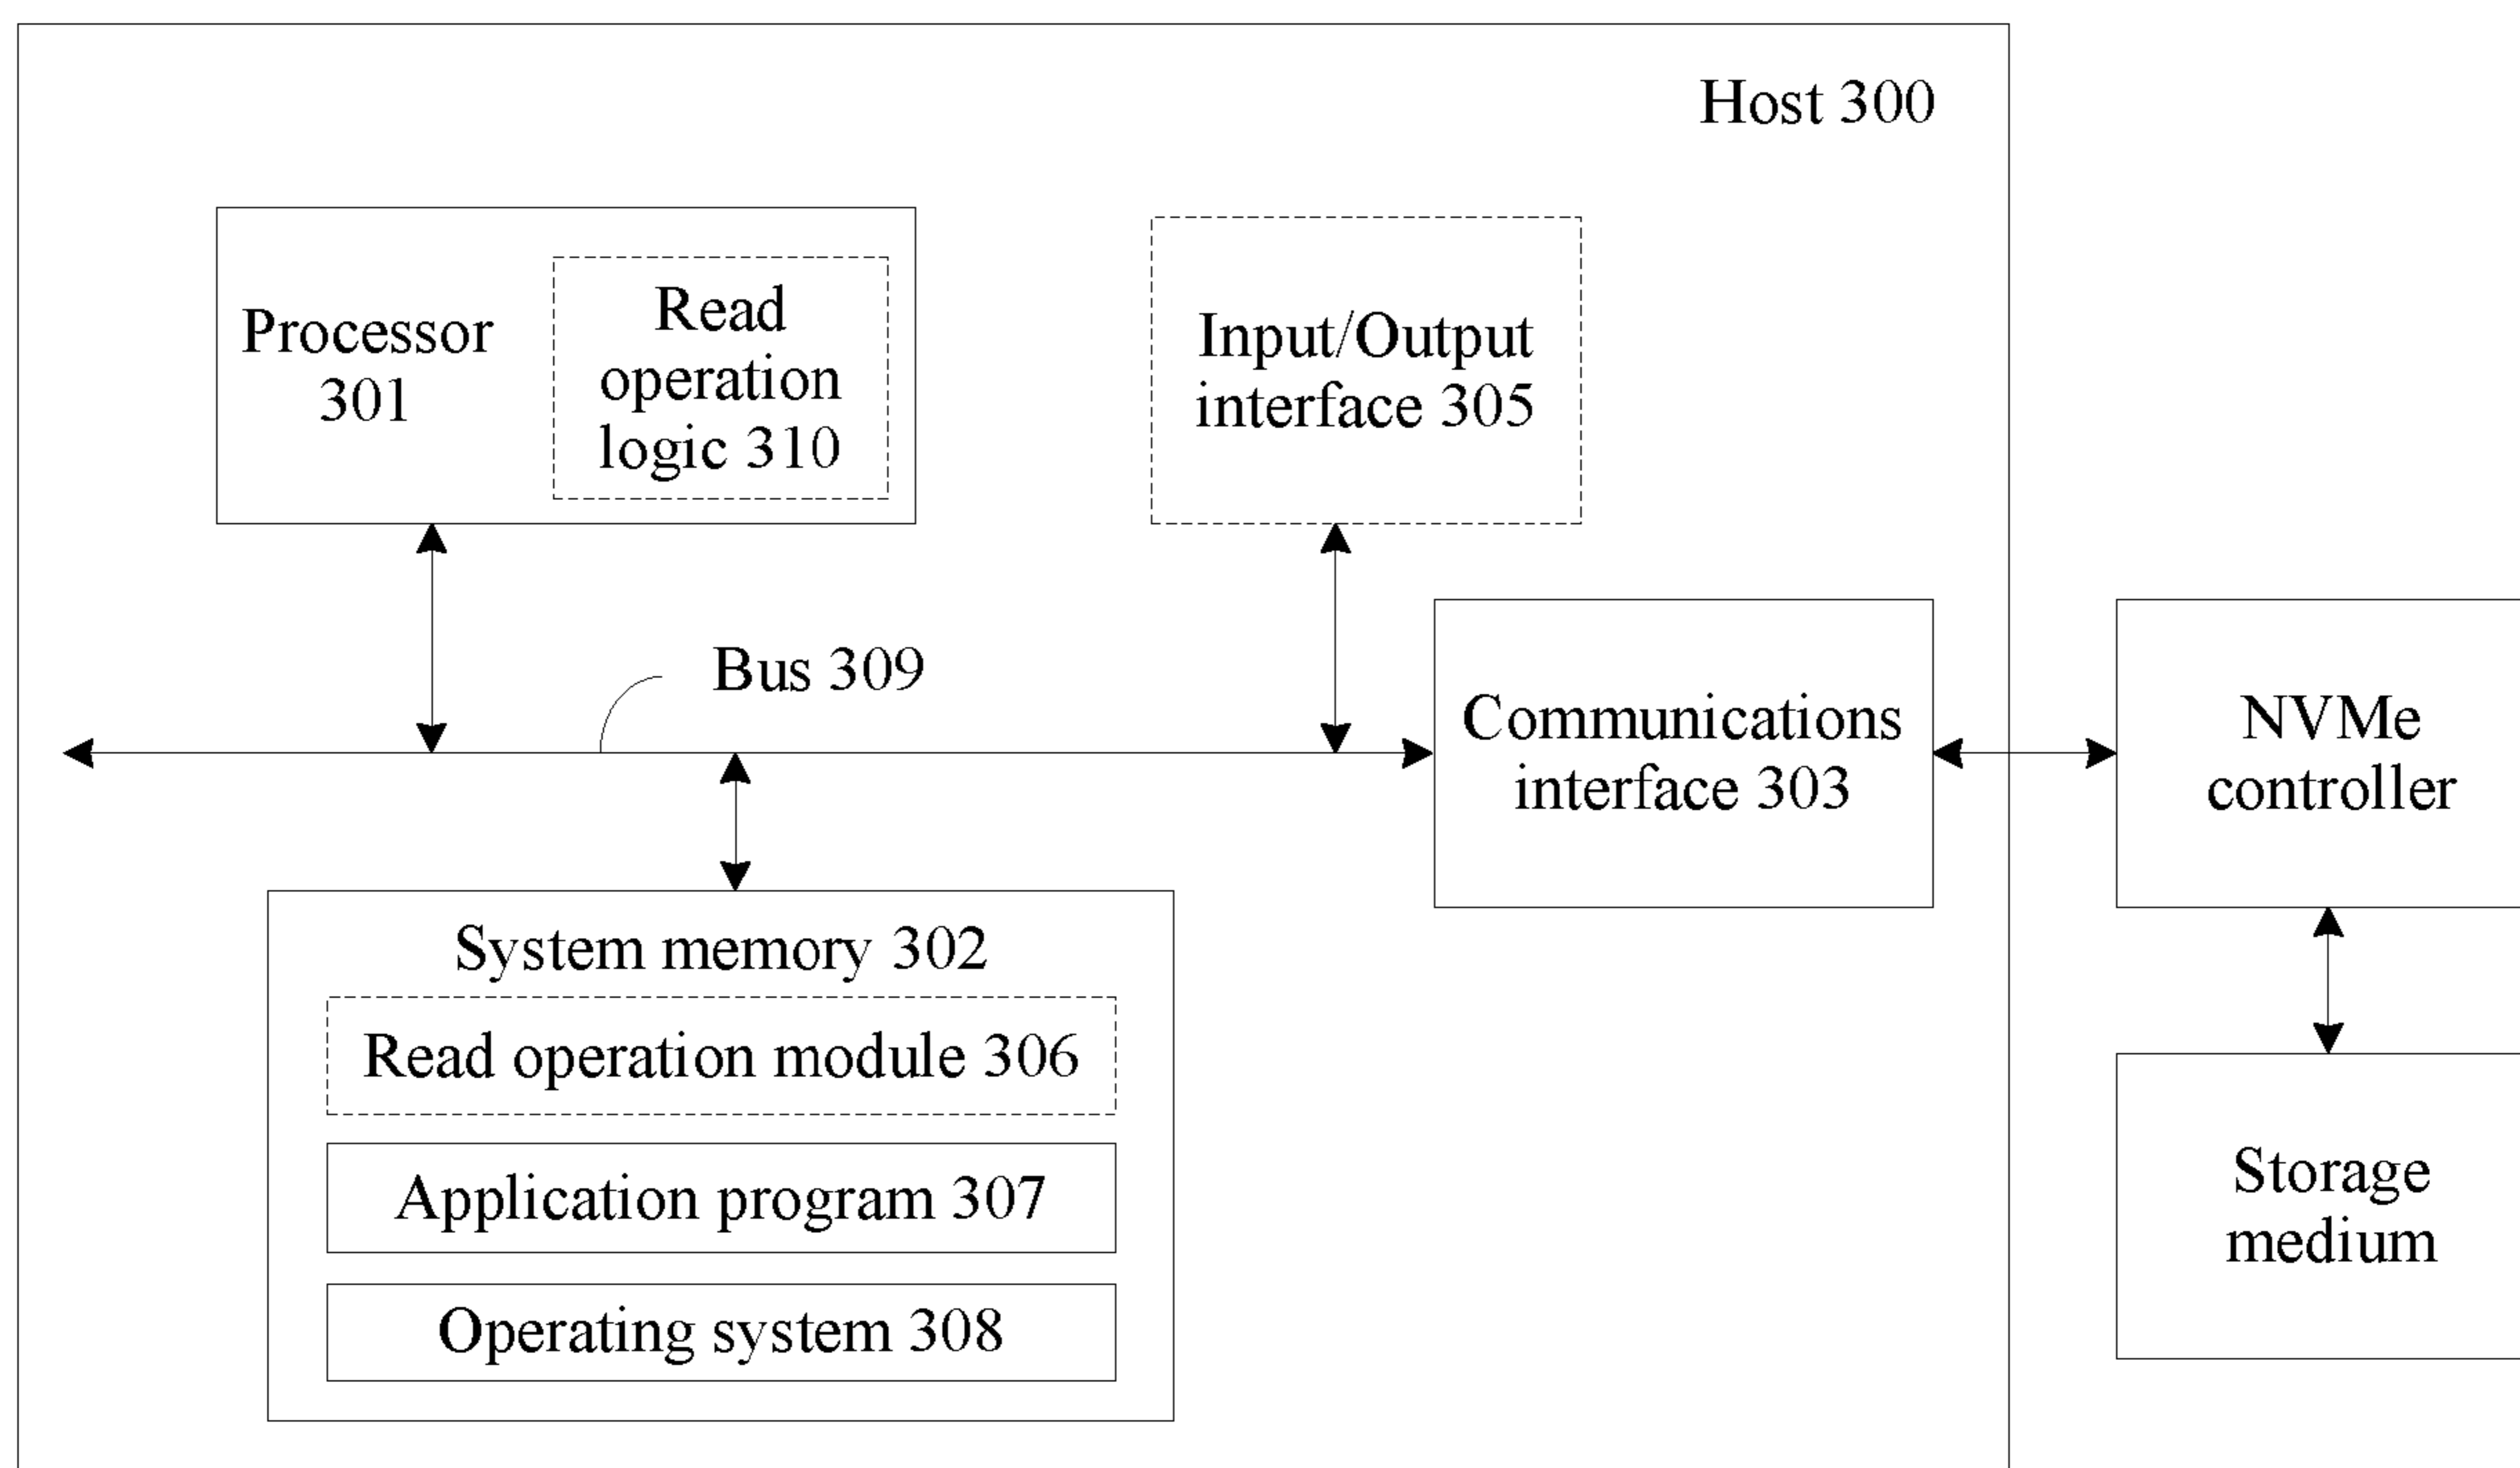 Host 300
Processor
301
Read
operation
logic 310
Input/Output
interface 305
Bus 309
Communications
interface 303
NVMe
controller
System memory 302
Read operation module 306
Application program 307
Operating system 308
Storage
medium